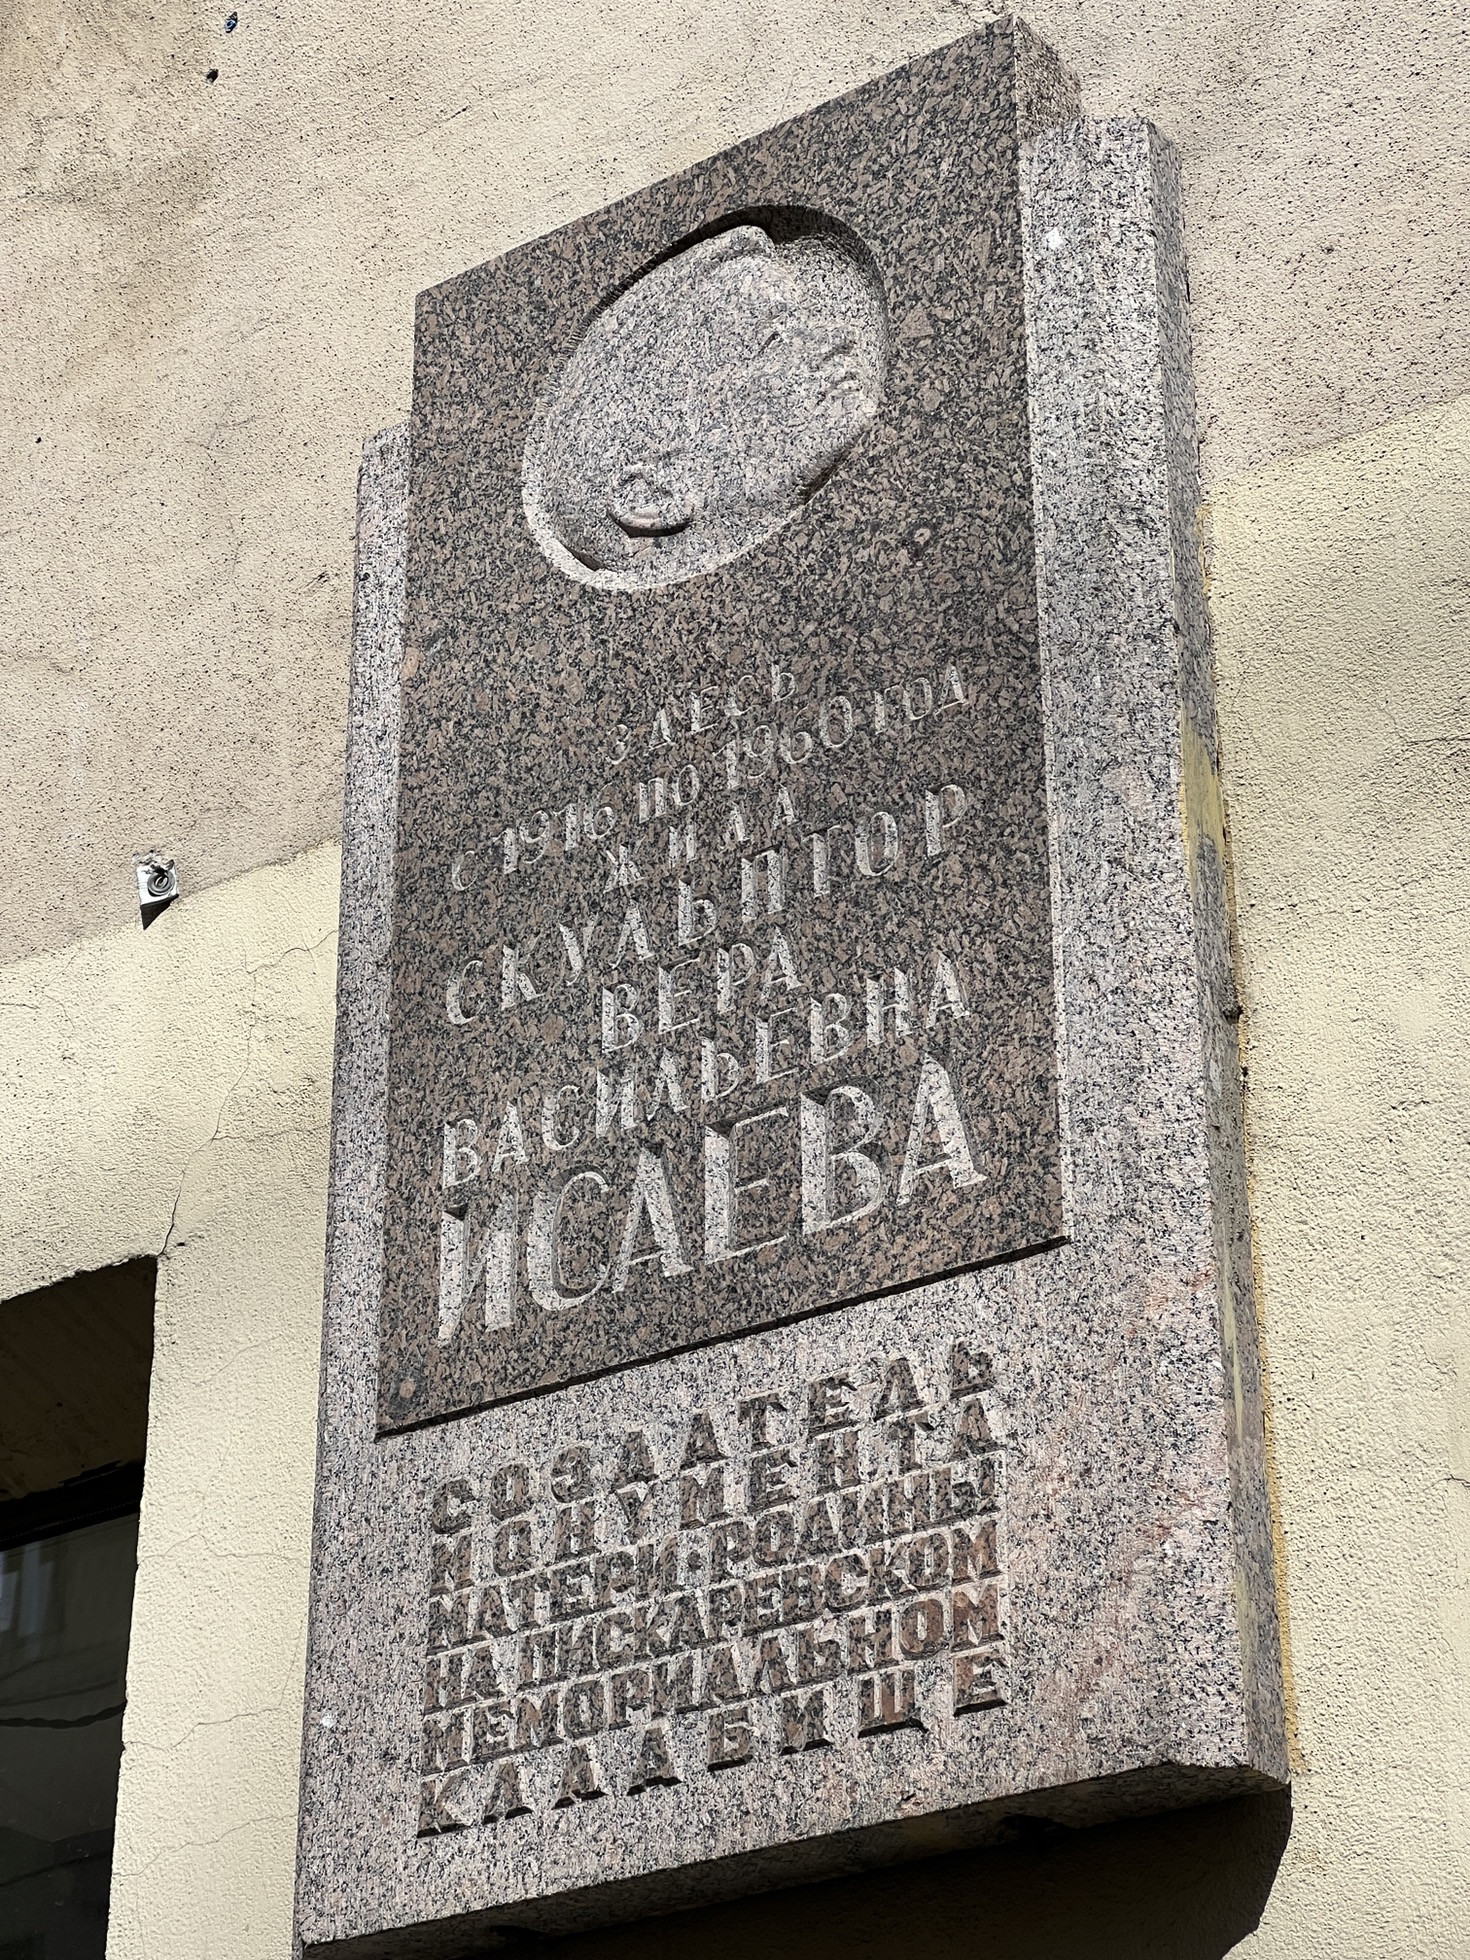 ЗДЕСЬ
С 1916 ПО 1960 ГОД
ЖИЛА
СКУЛЬПТОР
ВЕРА
ВАСИЛЬЕВНА
ИСАЕВА
СОЗДАТЕЛЬ
МОНУМЕНТА
МАТЕРИ-РОДИНЫ
НА ПИСКАРЕВСКОМ
МЕМОРИАЛЬНОМ
КЛАДБИЩЕ